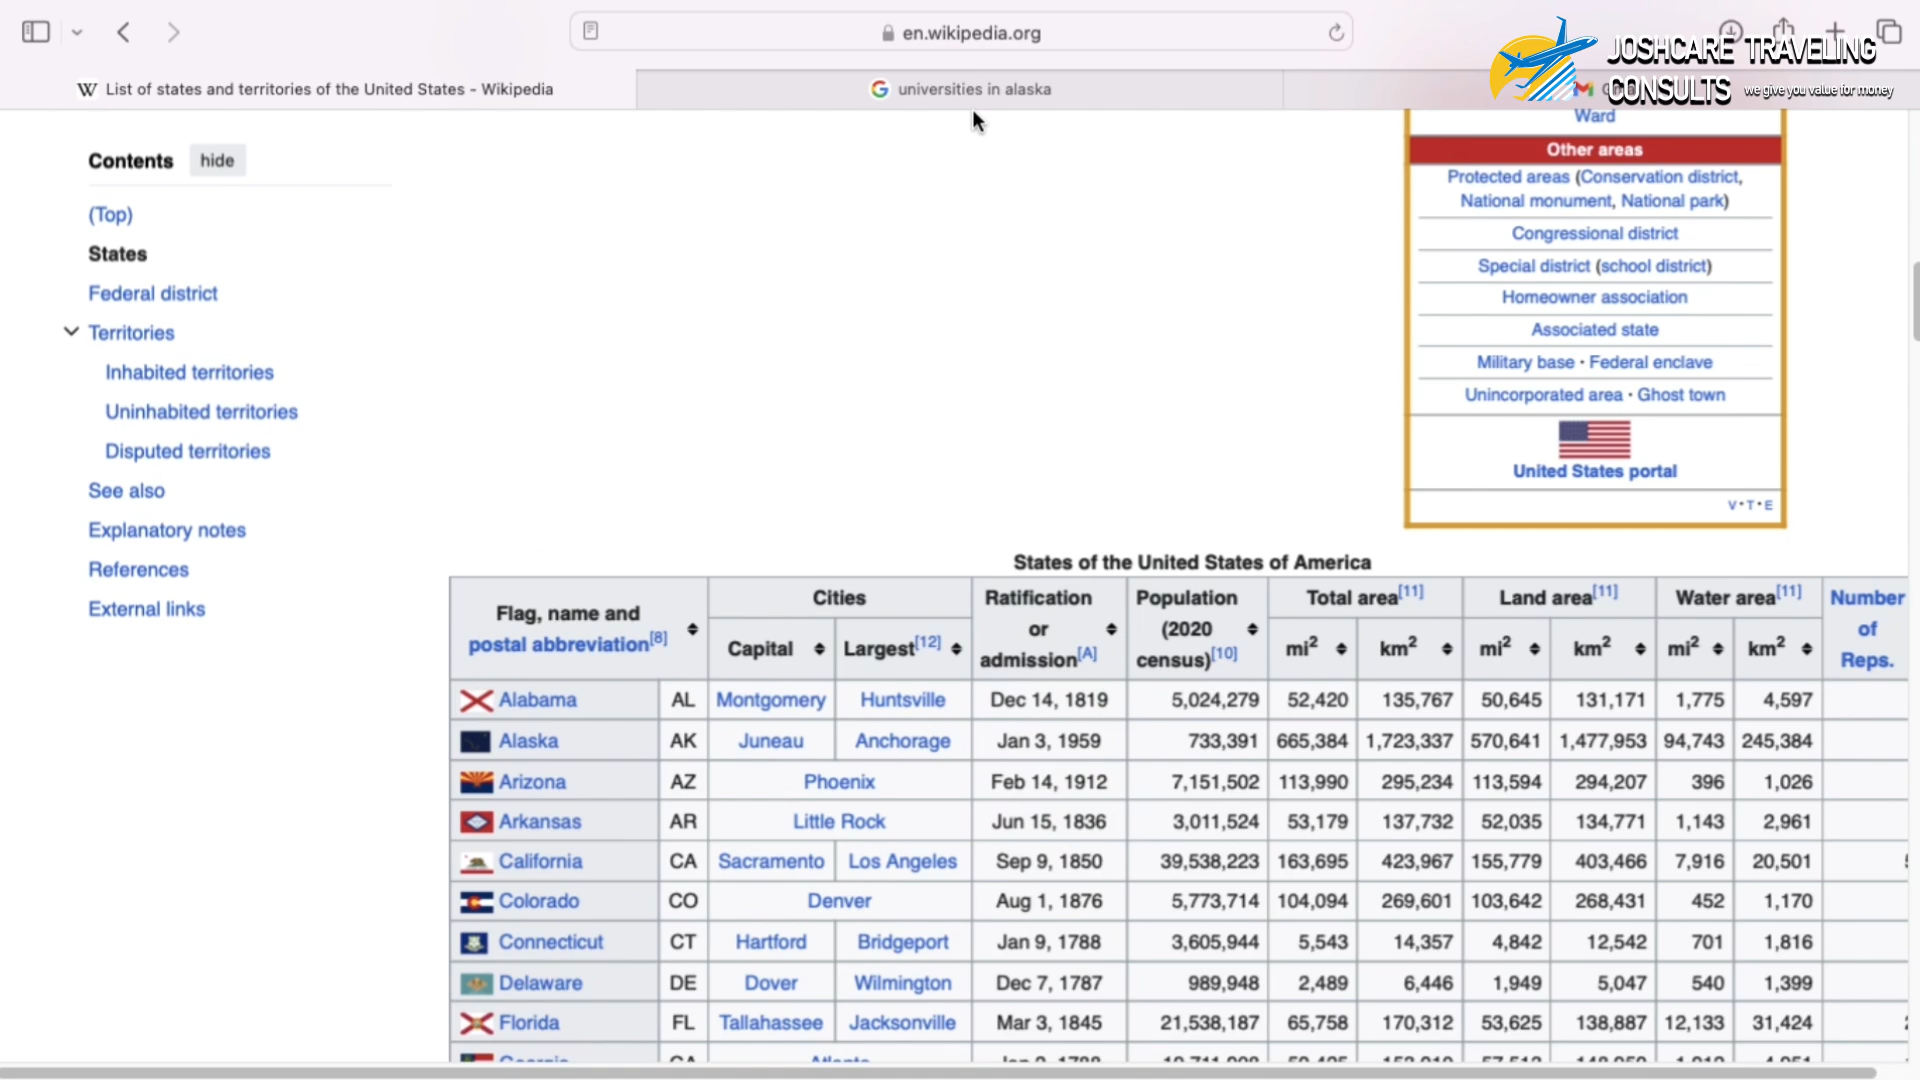 en.wikipedia.org
JOSHCARE TRAVELING
CONSULTS we give you value for money
W List of states and territories of the United States - Wikipedia
universities in alaska
Contents hide
(Top)
States
Federal district
Territories
Inhabited territories
Uninhabited territories
Disputed territories
See also
Explanatory notes
References
External links
Ward
Other areas
Protected areas (Conservation district,
National monument, National park)
Congressional district
Special district (school district)
Homeowner association
Associated state
Military base · Federal enclave
Unincorporated area · Ghost town
United States portal
V·T·E
States of the United States of America
Flag, name and postal abbreviation[8] Cities Capital Largest[12] Ratification or admission[A] Population (2020 census)[10] Total area[11] mi2 km2 Land area[11] mi2 km2 Water area[11] mi2 km2 Number of Reps.
Alabama AL Montgomery Huntsville Dec 14, 1819 5,024,279 52,420 135,767 50,645 131,171 1,775 4,597
Alaska AK Juneau Anchorage Jan 3, 1959 733,391 665,384 1,723,337 570,641 1,477,953 94,743 245,384
Arizona AZ Phoenix Feb 14, 1912 7,151,502 113,990 295,234 113,594 294,207 396 1,026
Arkansas AR Little Rock Jun 15, 1836 3,011,524 53,179 137,732 52,035 134,771 1,143 2,961
California CA Sacramento Los Angeles Sep 9, 1850 39,538,223 163,695 423,967 155,779 403,466 7,916 20,501
Colorado CO Denver Aug 1, 1876 5,773,714 104,094 269,601 103,642 268,431 452 1,170
Connecticut CT Hartford Bridgeport Jan 9, 1788 3,605,944 5,543 14,357 4,842 12,542 701 1,816
Delaware DE Dover Wilmington Dec 7, 1787 989,948 2,489 6,446 1,949 5,047 540 1,399
Florida FL Tallahassee Jacksonville Mar 3, 1845 21,538,187 65,758 170,312 53,625 138,887 12,133 31,424